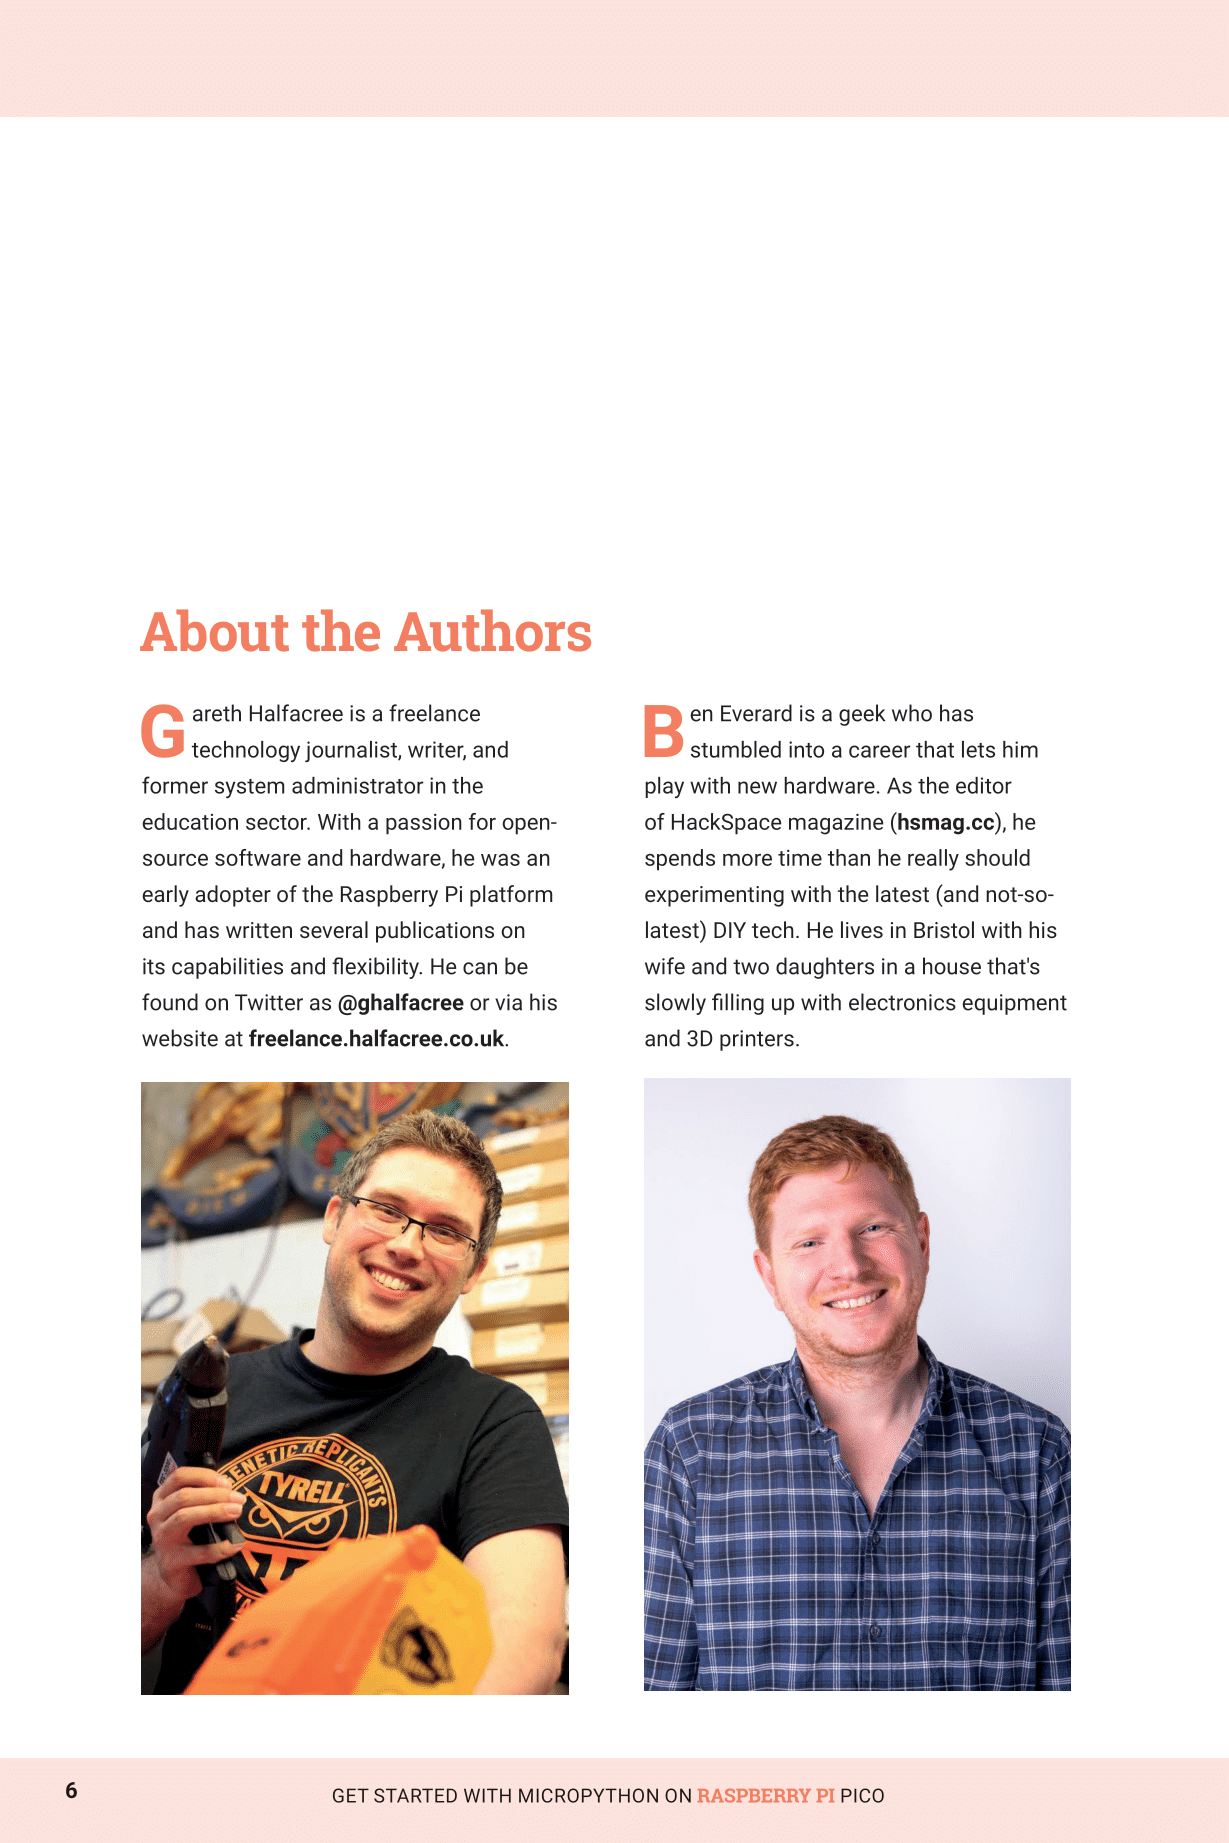 About the Authors
Gareth Halfacree is a freelance
technology journalist, writer, and
former system administrator in the
education sector. With a passion for open-
source software and hardware, he was an
early adopter of the Raspberry Pi platform
and has written several publications on
its capabilities and flexibility. He can be
found on Twitter as @ghalfacree or via his
website at freelance.halfacree.co.uk.
Ben Everard is a geek who has
stumbled into a career that lets him
play with new hardware. As the editor
of HackSpace magazine (hsmag.cc), he
spends more time than he really should
experimenting with the latest (and not-so-
latest) DIY tech. He lives in Bristol with his
wife and two daughters in a house that's
slowly filling up with electronics equipment
and 3D printers.
GENETIC REPLICANTS
TYRELL
6
GET STARTED WITH MICROPYTHON ON RASPBERRY PI PICO